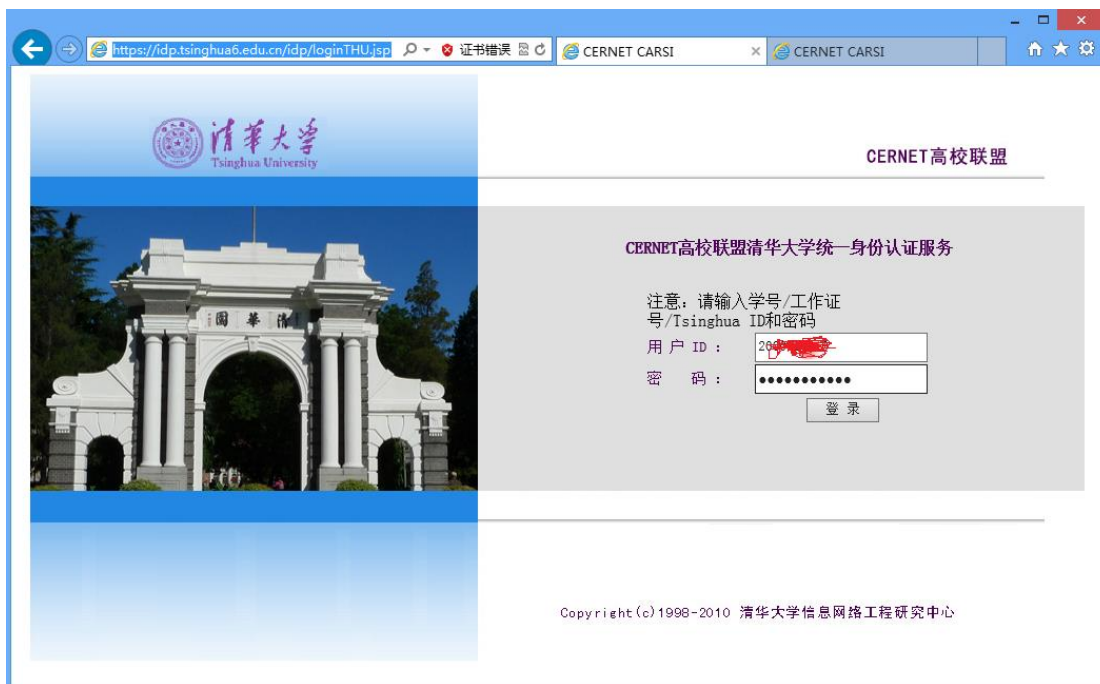 https://idp.tsinghua6.edu.cn/idp/loginTHU.jsp 证书错误 CERNET CARSI CERNET CARSI
清華大学
Tsinghua University
CERNET高校联盟
園 華 清
CERNET高校联盟清华大学统一身份认证服务
注意：请输入学号/工作证
号/Tsinghua ID和密码
用 户 ID ：
密 码 ：
登 录
Copyright(c)1998-2010 清华大学信息网络工程研究中心